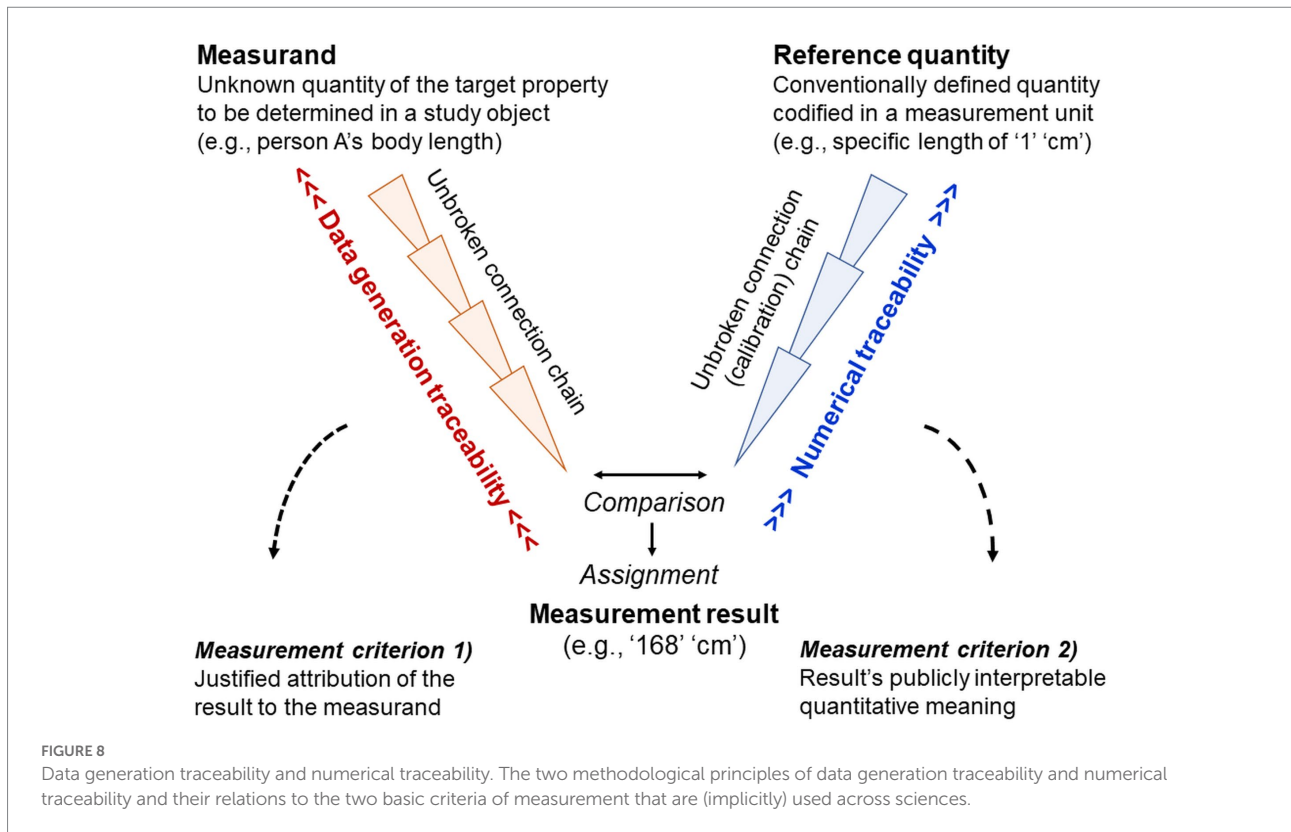 Measurand
Unknown quantity of the target property
to be determined in a study object
(e.g., person A's body length)
Reference quantity
Conventionally defined quantity
codified in a measurement unit
(e.g., specific length of '1' 'cm')
<<< Data generation traceability <<<
Unbroken connection chain
Unbroken connection
(calibration) chain
>>> Numerical traceability >>>
Comparison
Assignment
Measurement result
(e.g., '168' 'cm')
Measurement criterion 1)
Justified attribution of the
result to the measurand
Measurement criterion 2)
Result's publicly interpretable
quantitative meaning
FIGURE 8
Data generation traceability and numerical traceability. The two methodological principles of data generation traceability and numerical
traceability and their relations to the two basic criteria of measurement that are (implicitly) used across sciences.